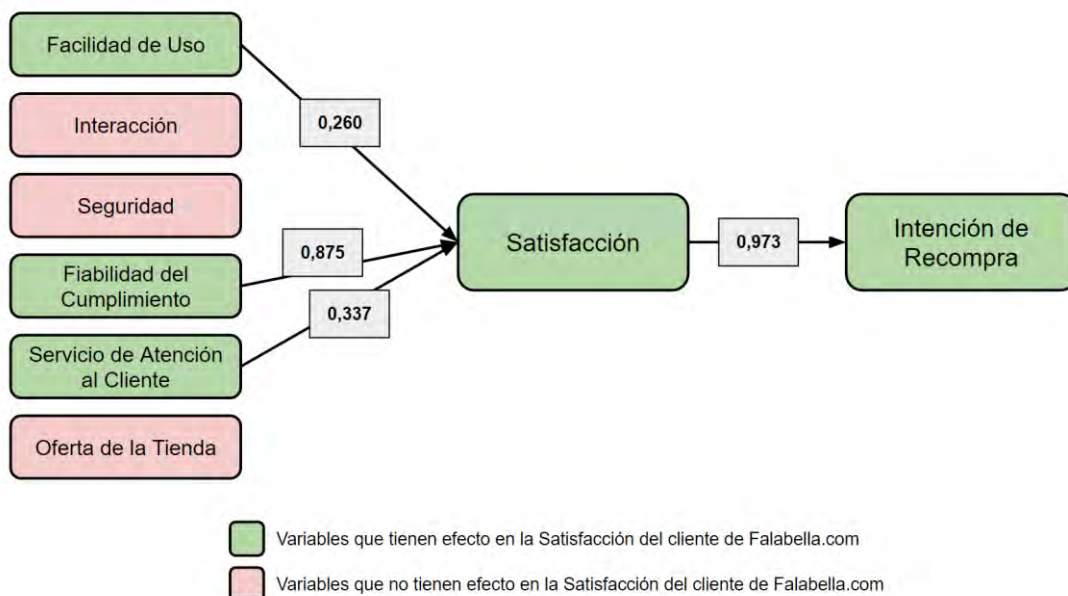 Facilidad de Uso
Interacción
Seguridad
Fiabilidad del
Cumplimiento
Servicio de Atención
al Cliente
Oferta de la Tienda
0,260
0,875
0,337
Satisfacción
0,973
Intención de
Recompra
Variables que tienen efecto en la Satisfacción del cliente de Falabella.com
Variables que no tienen efecto en la Satisfacción del cliente de Falabella.com